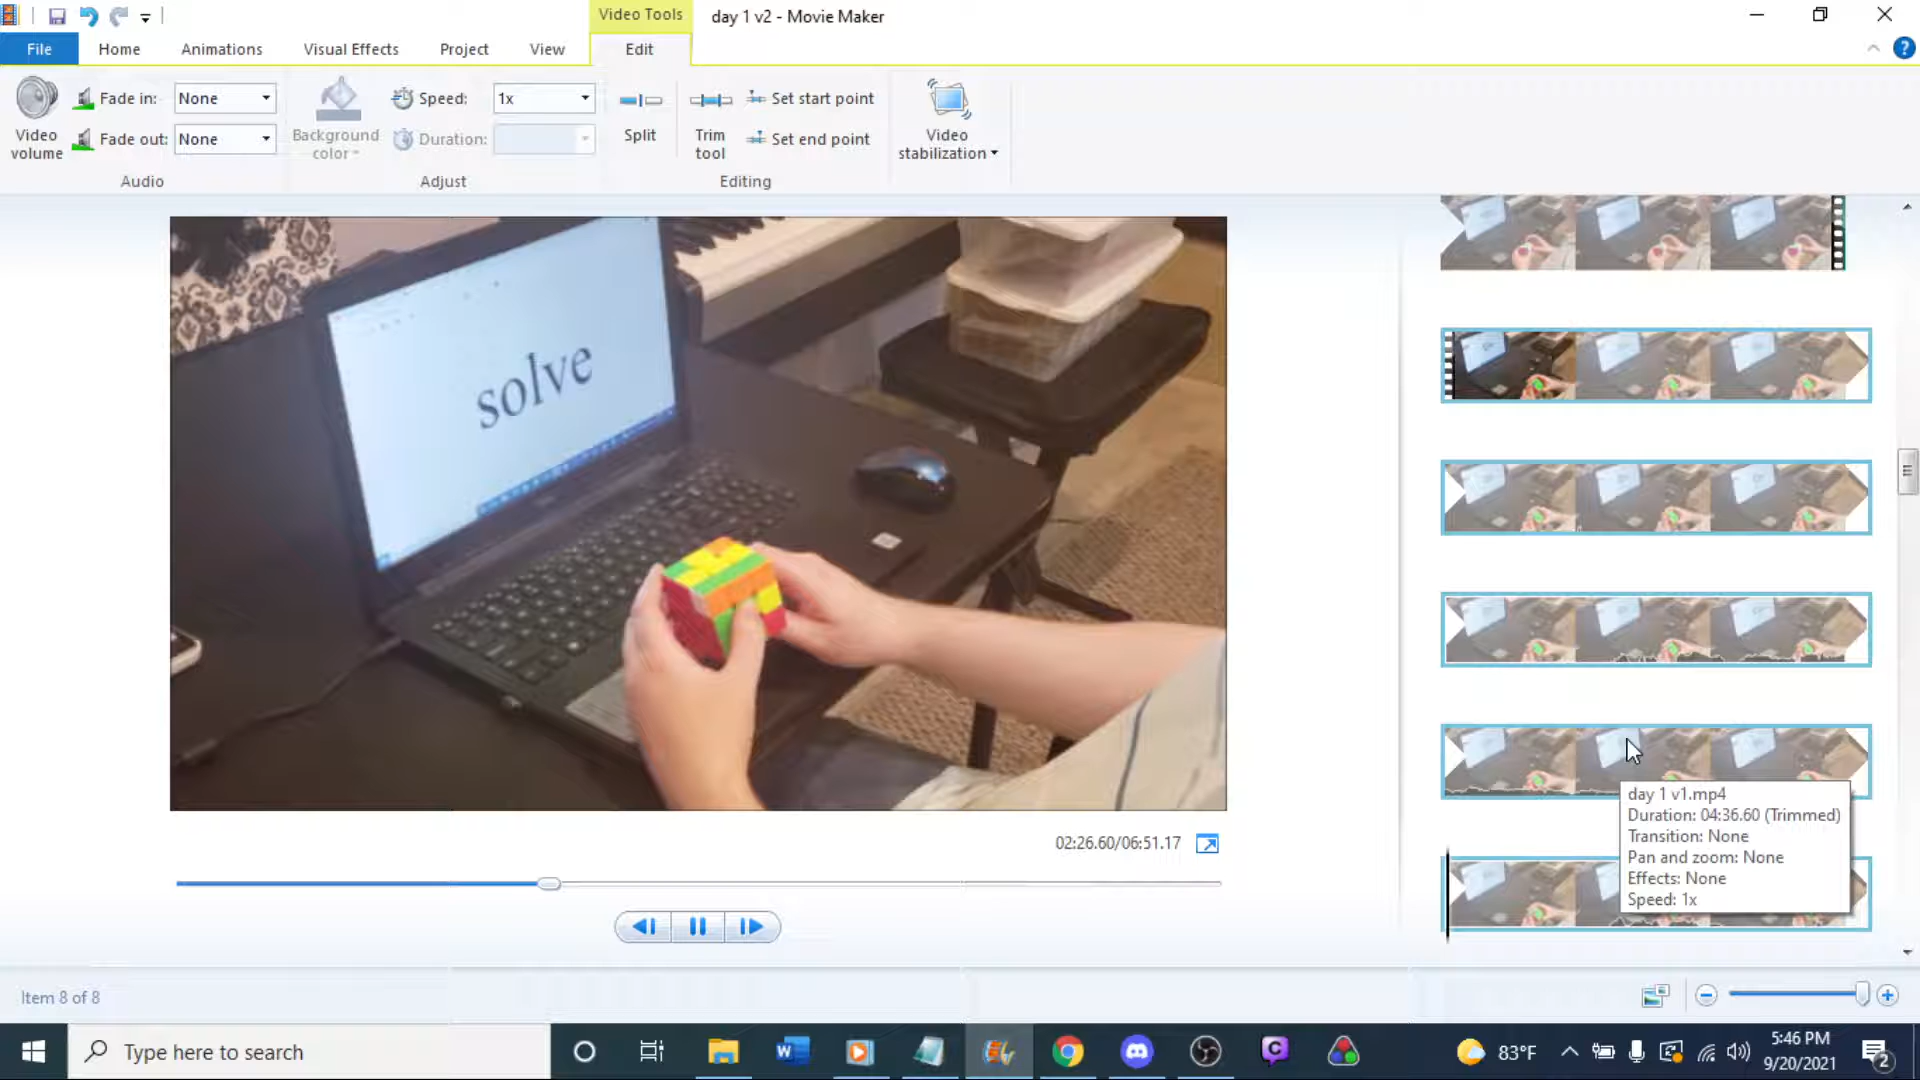 Video Tools
day 1 v2 - Movie Maker
File
Home
Animations
Visual Effects
Project
View
Edit
Video volume
Fade in:
None
Fade out:
None
Audio
Background color
Speed:
1x
Duration:
Adjust
Split
Trim tool
Set start point
Set end point
Editing
Video stabilization
solve
02:26.60/06:51.17
day 1 v1.mp4
Duration: 04:36.60 (Trimmed)
Transition: None
Pan and zoom: None
Effects: None
Speed: 1x
Item 8 of 8
Type here to search
83°F
5:46 PM
9/20/2021
2